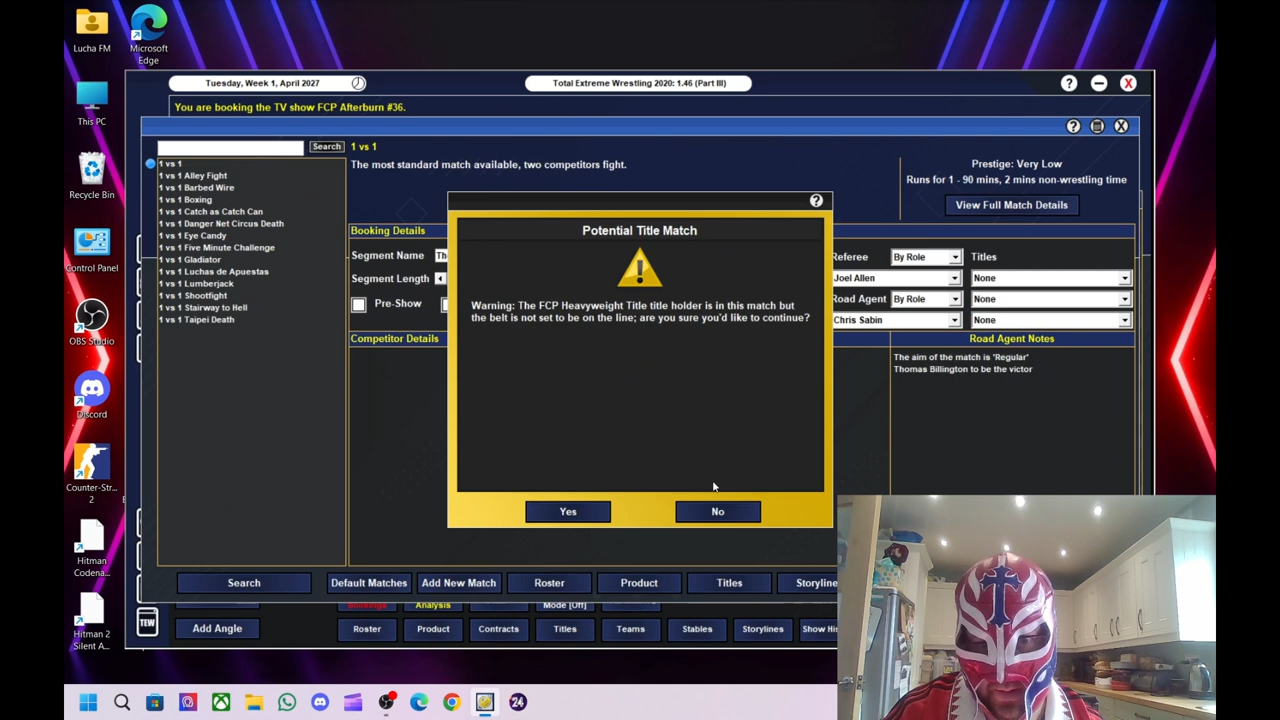 Lucha FM
Microsoft
Edge
This PC
Recycle Bin
Control Panel
OBS Studio
Discord
Counter-Str...
2
Hitman
Codena...
Hitman 2
Silent A...
Tuesday, Week 1, April 2027
Total Extreme Wrestling 2020: 1.46 (Part III)
? X
You are booking the TV show FCP Afterburn #36.
? X
Search
1 vs 1
The most standard match available, two competitors fight.
Prestige: Very Low
Runs for 1 - 90 mins, 2 mins non-wrestling time
View Full Match Details
1 vs 1
1 vs 1 Alley Fight
1 vs 1 Barbed Wire
1 vs 1 Boxing
1 vs 1 Catch as Catch Can
1 vs 1 Danger Net Circus Death
1 vs 1 Eye Candy
1 vs 1 Five Minute Challenge
1 vs 1 Gladiator
1 vs 1 Luchas de Apuestas
1 vs 1 Lumberjack
1 vs 1 Shootfight
1 vs 1 Stairway to Hell
1 vs 1 Taipei Death
Booking Details
Segment Name Th
Segment Length
Pre-Show
Competitor Details
?
Potential Title Match
Warning: The FCP Heavyweight Title title holder is in this match but
the belt is not set to be on the line; are you sure you'd like to continue?
Yes No
Referee By Role Titles
Joel Allen None
Road Agent By Role None
Chris Sabin None
Road Agent Notes
The aim of the match is 'Regular'
Thomas Billington to be the victor
Search Default Matches Add New Match Roster Product Titles Storyline
Bookings Analysis Mode [Off]
TEW Add Angle Roster Product Contracts Titles Teams Stables Storylines Show Hi
24